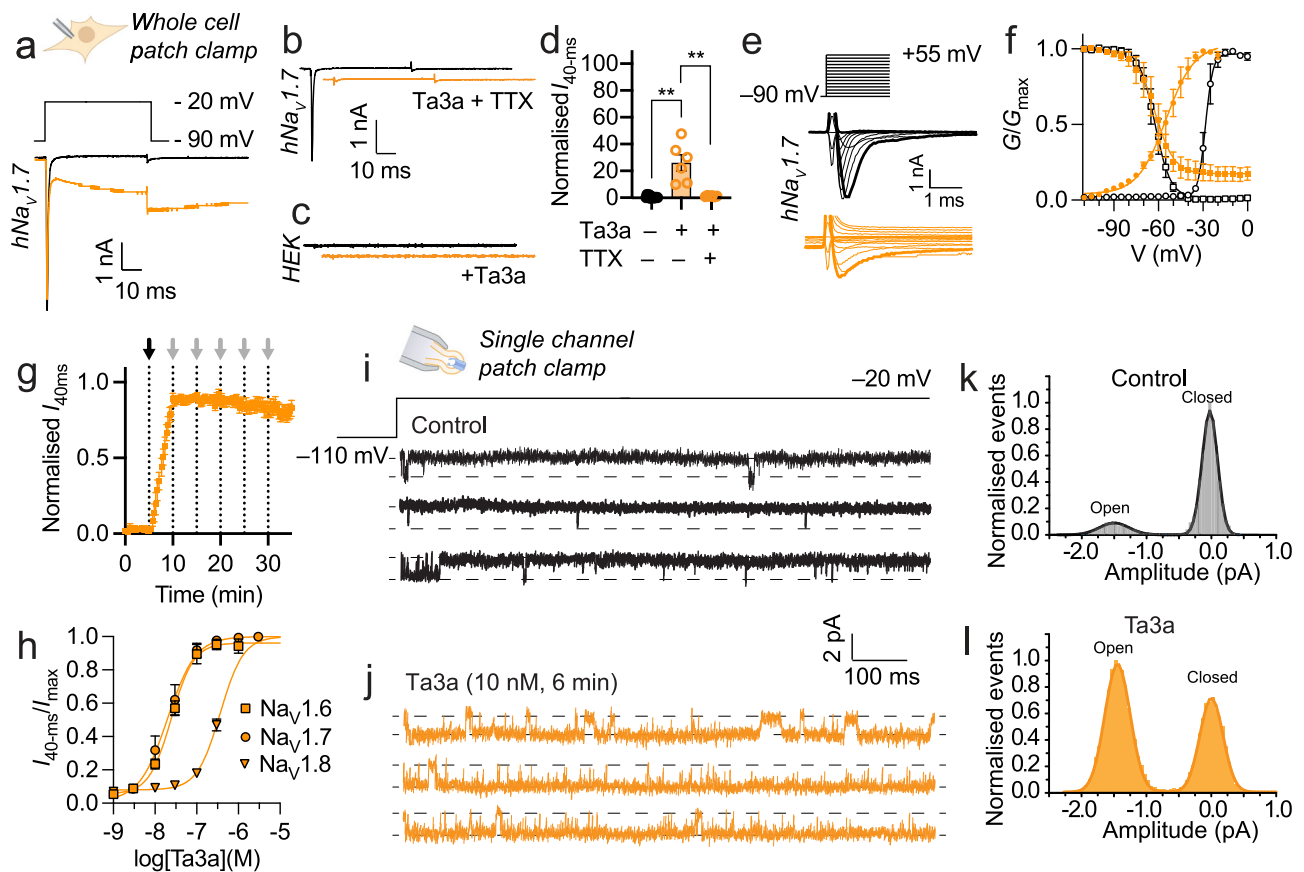 a
Whole cell
patch clamp
- 20 mV
- 90 mV
hNaV1.7
1 nA
10 ms
b
hNaV1.7
Ta3a + TTX
1 nA
10 ms
c
HEK
+Ta3a
d
Normalised I40-ms
100
80
60
40
20
0
** **
Ta3a – + +
TTX – – +
e
+55 mV
–90 mV
hNaV1.7
1 nA
1 ms
f
G/Gmax
1.0
0.5
0.0
-90 -60 -30 0
V (mV)
g
Normalised I40ms
1.0
0.5
0.0
0 10 20 30
Time (min)
h
I40-ms/Imax
1.0
0.8
0.6
0.4
0.2
0.0
NaV1.6
NaV1.7
NaV1.8
-9 -8 -7 -6 -5
log[Ta3a](M)
i
Single channel
patch clamp
–20 mV
Control
–110 mV
2 pA
100 ms
j
Ta3a (10 nM, 6 min)
k
Control
Closed
Open
Normalised events
1.0
0.8
0.6
0.4
0.2
0.0
-2.0 -1.0 0.0 1.0
Amplitude (pA)
l
Ta3a
Open
Closed
Normalised events
1.0
0.8
0.6
0.4
0.2
0.0
-2.0 -1.0 0.0 1.0
Amplitude (pA)